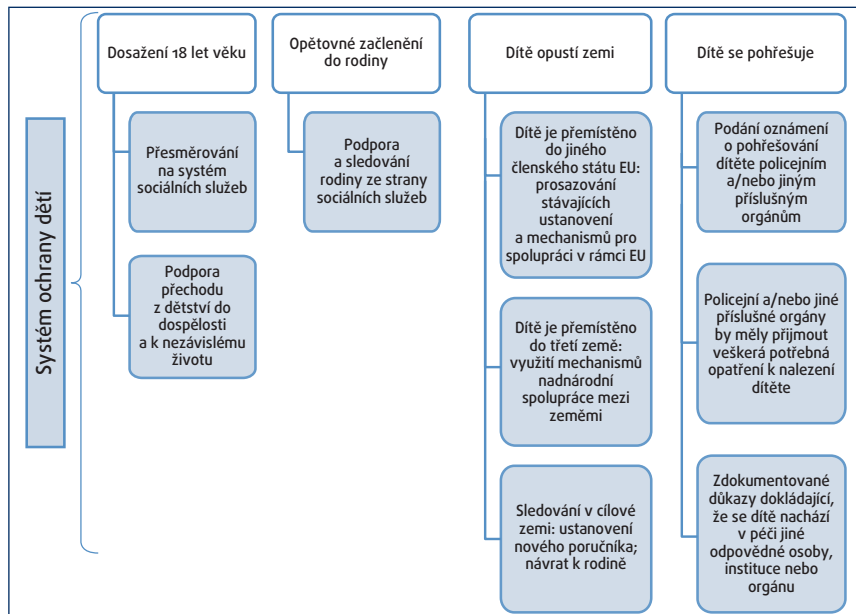 Systém ochrany dětí
Dosažení 18 let věku
Přesměrování
na systém
sociálních služeb
Podpora
přechodu
z dětství do
dospělosti
a k nezávislému
životu
Opětovné začlenění
do rodiny
Podpora
a sledování
rodiny ze strany
sociálních služeb
Dítě opustí zemi
Dítě je přemístěno
do jiného
členského státu EU:
prosazování
stávajících
ustanovení
a mechanismů pro
spolupráci v rámci EU
Dítě je přemístěno
do třetí země:
využití mechanismů
nadnárodní
spolupráce mezi
zeměmi
Sledování v cílové
zemi: ustanovení
nového poručníka;
návrat k rodině
Dítě se pohřešuje
Podání oznámení
o pohřešování
dítěte policejním
a/nebo jiným
příslušným
orgánům
Policejní a/nebo jiné
příslušné orgány
by měly přijmout
veškerá potřebná
opatření k nalezení
dítěte
Zdokumentované
důkazy dokládající,
že se dítě nachází
v péči jiné
odpovědné osoby,
instituce nebo
orgánu